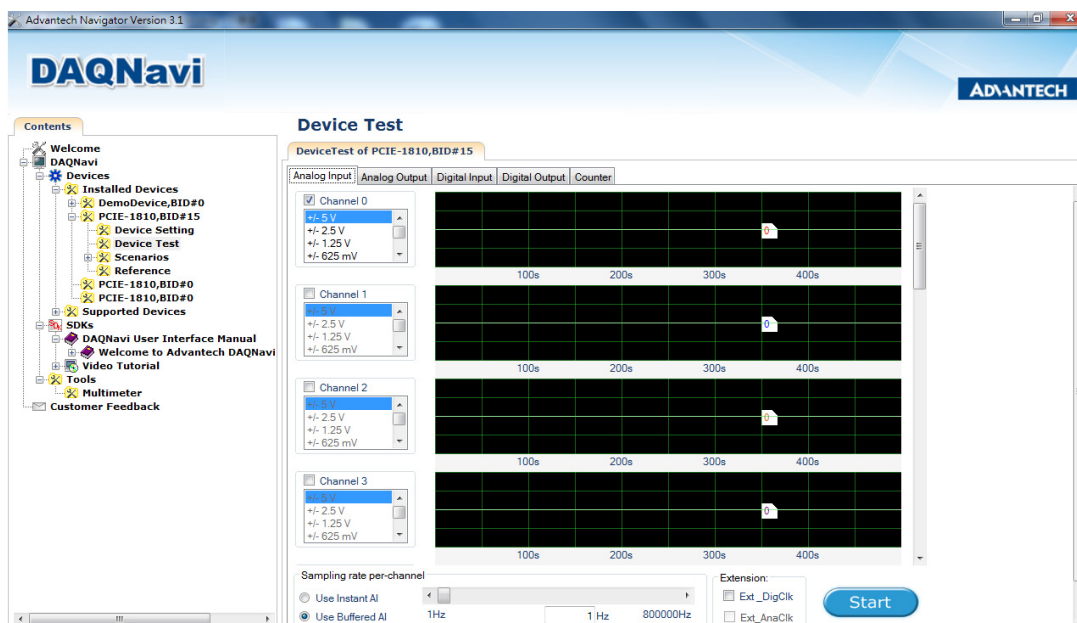 Advantech Navigator Version 3.1
DAQNavi
ADVANTECH
Contents
Welcome
DAQNavi
Devices
Installed Devices
DemoDevice,BID#0
PCIE-1810,BID#15
Device Setting
Device Test
Scenarios
Reference
PCIE-1810,BID#0
PCIE-1810,BID#0
Supported Devices
SDKs
DAQNavi User Interface Manual
Welcome to Advantech DAQNavi
Video Tutorial
Tools
Multimeter
Customer Feedback
Device Test
DeviceTest of PCIE-1810,BID#15
Analog Input Analog Output Digital Input Digital Output Counter
Channel 0
+/- 5 V
+/- 2.5 V
+/- 1.25 V
+/- 625 mV
0
100s 200s 300s 400s
Channel 1
+/- 5 V
+/- 2.5 V
+/- 1.25 V
+/- 625 mV
0
100s 200s 300s 400s
Channel 2
+/- 5 V
+/- 2.5 V
+/- 1.25 V
+/- 625 mV
0
100s 200s 300s 400s
Channel 3
+/- 5 V
+/- 2.5 V
+/- 1.25 V
+/- 625 mV
0
100s 200s 300s 400s
Sampling rate per-channel
Use Instant AI
Use Buffered AI
1Hz 1 Hz 800000Hz
Extension:
Ext_DigClk
Ext_AnaClk
Start